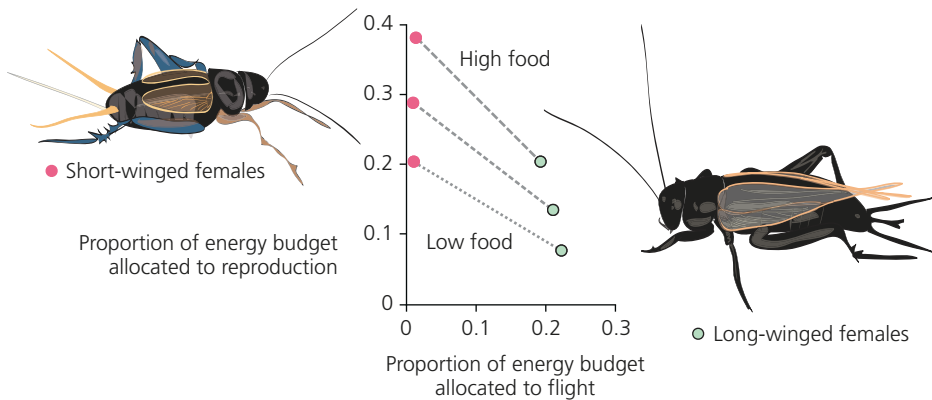 Short-winged females
Proportion of energy budget
allocated to reproduction
0.4
0.3
0.2
0.1
0
High food
Low food
0
0.1
0.2
0.3
Proportion of energy budget
allocated to flight
Long-winged females